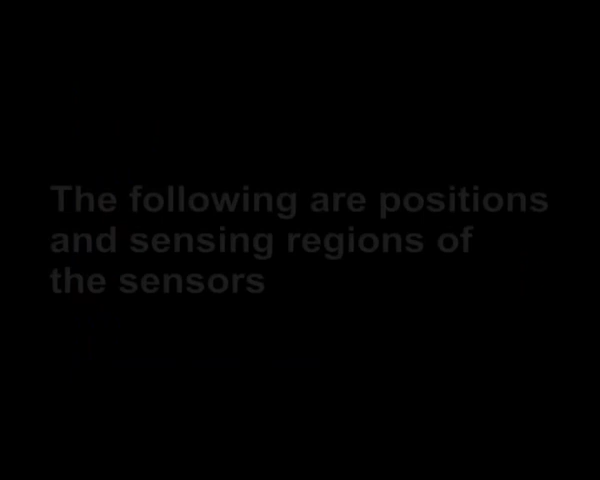 The following are positions
and sensing regions of
the sensors